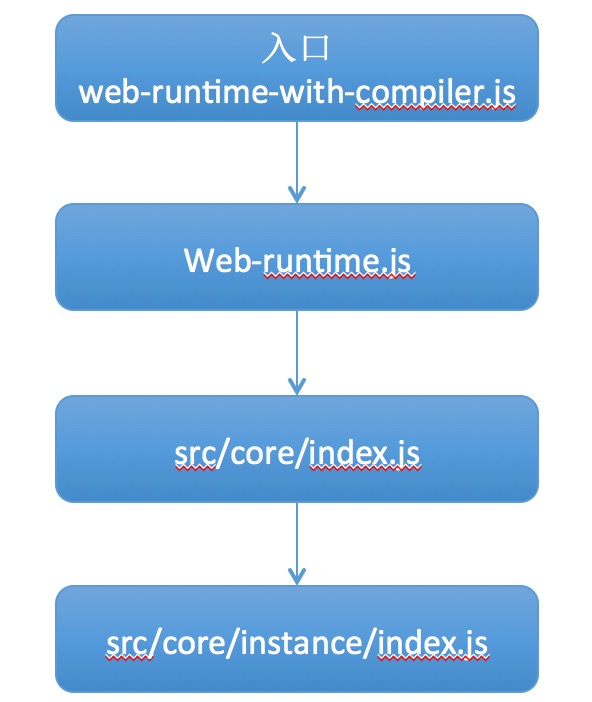 入口
web-runtime-with-compiler.js
Web-runtime.js
src/core/index.js
src/core/instance/index.js